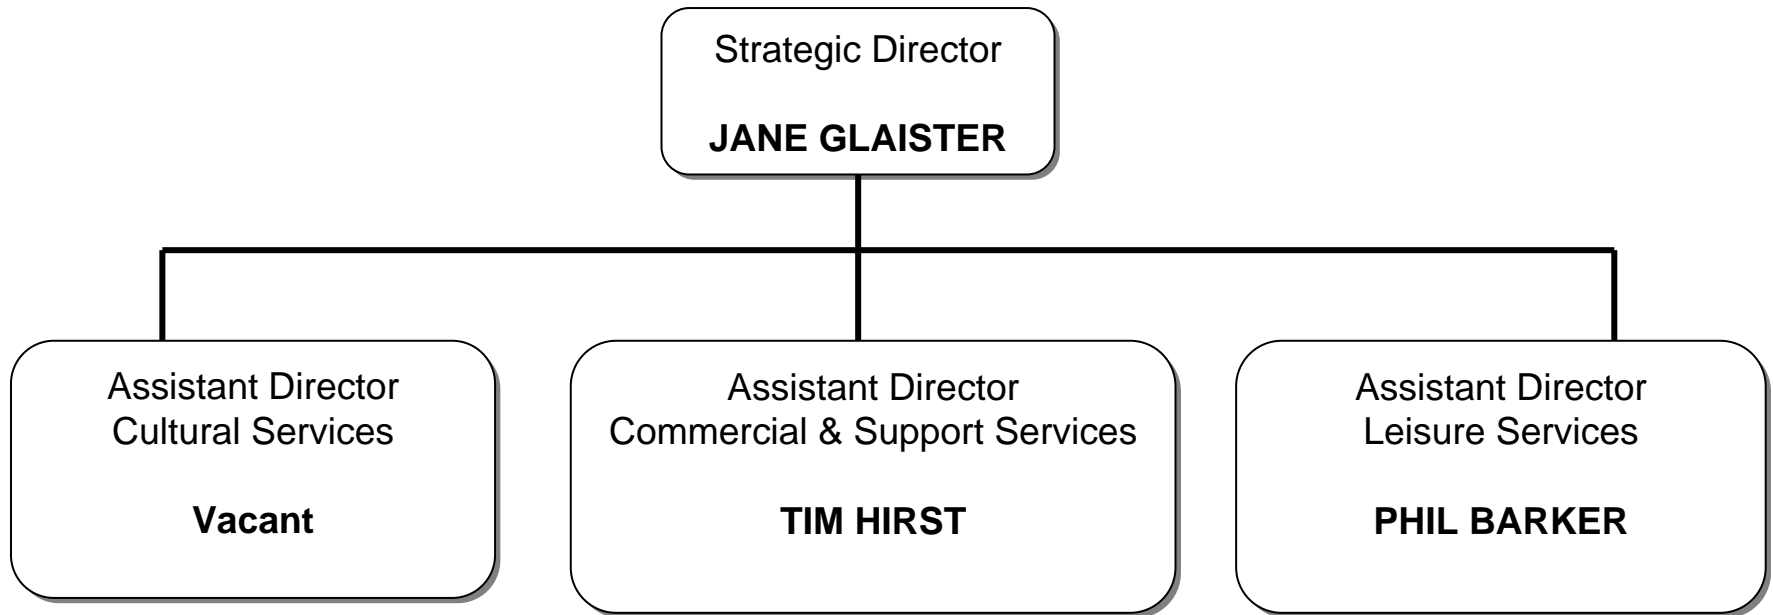 Strategic Director
JANE GLAISTER
Assistant Director
Cultural Services
Vacant
Assistant Director
Commercial & Support Services
TIM HIRST
Assistant Director
Leisure Services
PHIL BARKER